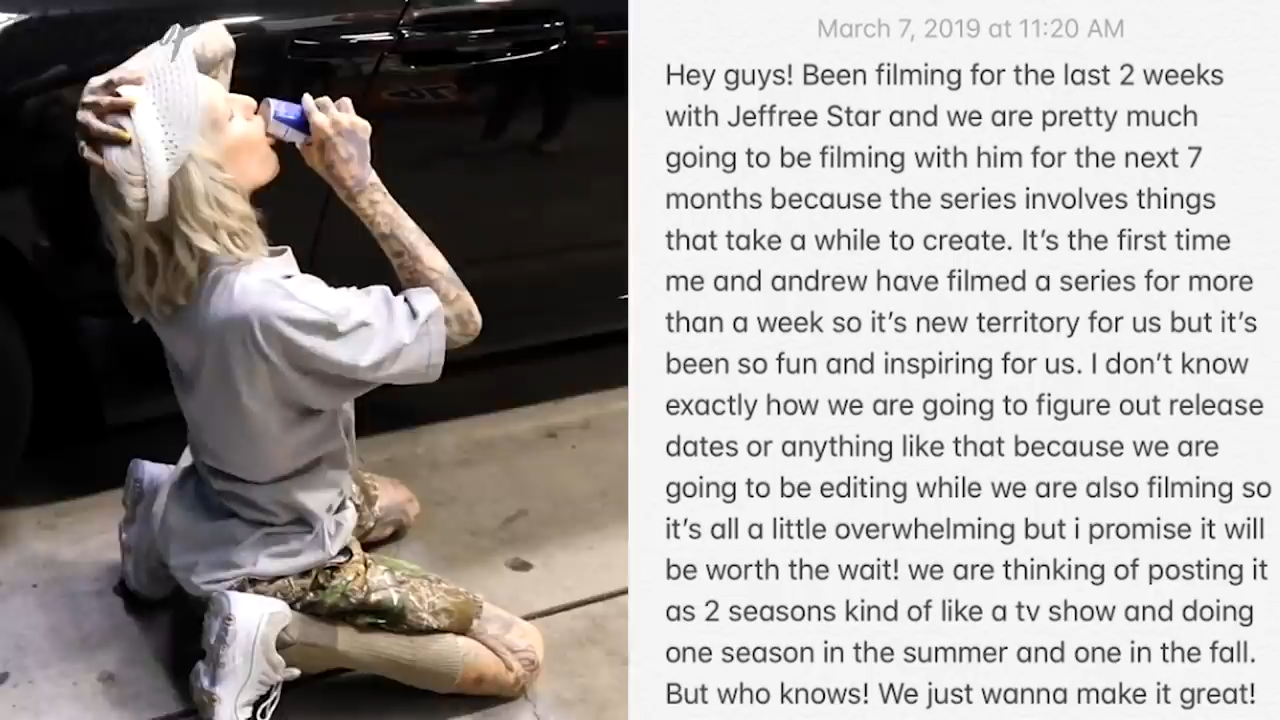 March 7, 2019 at 11:20 AM
Hey guys! Been filming for the last 2 weeks
with Jeffree Star and we are pretty much
going to be filming with him for the next 7
months because the series involves things
that take a while to create. It’s the first time
me and andrew have filmed a series for more
than a week so it’s new territory for us but it’s
been so fun and inspiring for us. I don’t know
exactly how we are going to figure out release
dates or anything like that because we are
going to be editing while we are also filming so
it’s all a little overwhelming but i promise it will
be worth the wait! we are thinking of posting it
as 2 seasons kind of like a tv show and doing
one season in the summer and one in the fall.
But who knows! We just wanna make it great!